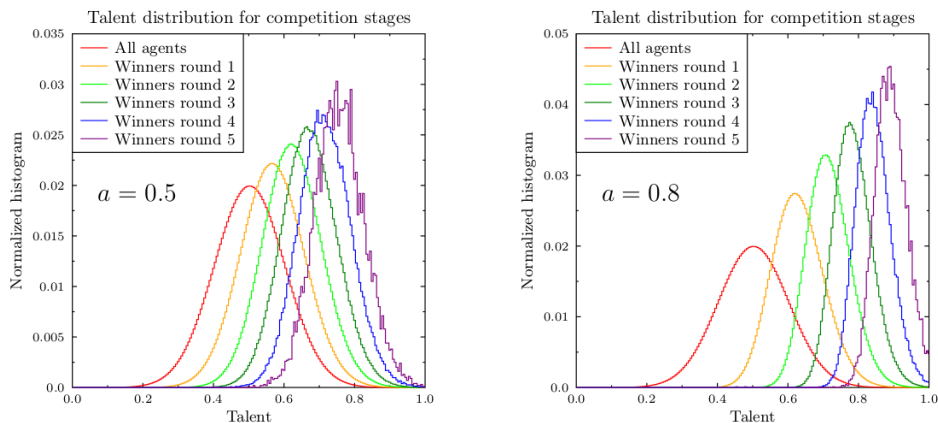 Talent distribution for competition stages
0.035
0.030
0.025
0.020
0.015
0.010
0.005
0.0
Normalized histogram
All agents
Winners round 1
Winners round 2
Winners round 3
Winners round 4
Winners round 5
a = 0.5
0.0 0.2 0.4 0.6 0.8 1.0
Talent
Talent distribution for competition stages
0.05
0.04
0.03
0.02
0.01
0.0
Normalized histogram
All agents
Winners round 1
Winners round 2
Winners round 3
Winners round 4
Winners round 5
a = 0.8
0.0 0.2 0.4 0.6 0.8 1.0
Talent